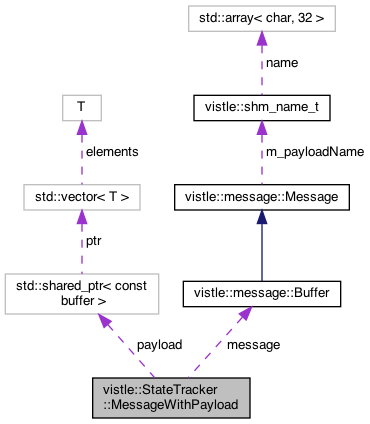 std::array< char, 32 >
name
T
vistle::shm_name_t
elements
m_payloadName
std::vector< T >
vistle::message::Message
ptr
std::shared_ptr< const
buffer >
vistle::message::Buffer
payload
message
vistle::StateTracker
::MessageWithPayload